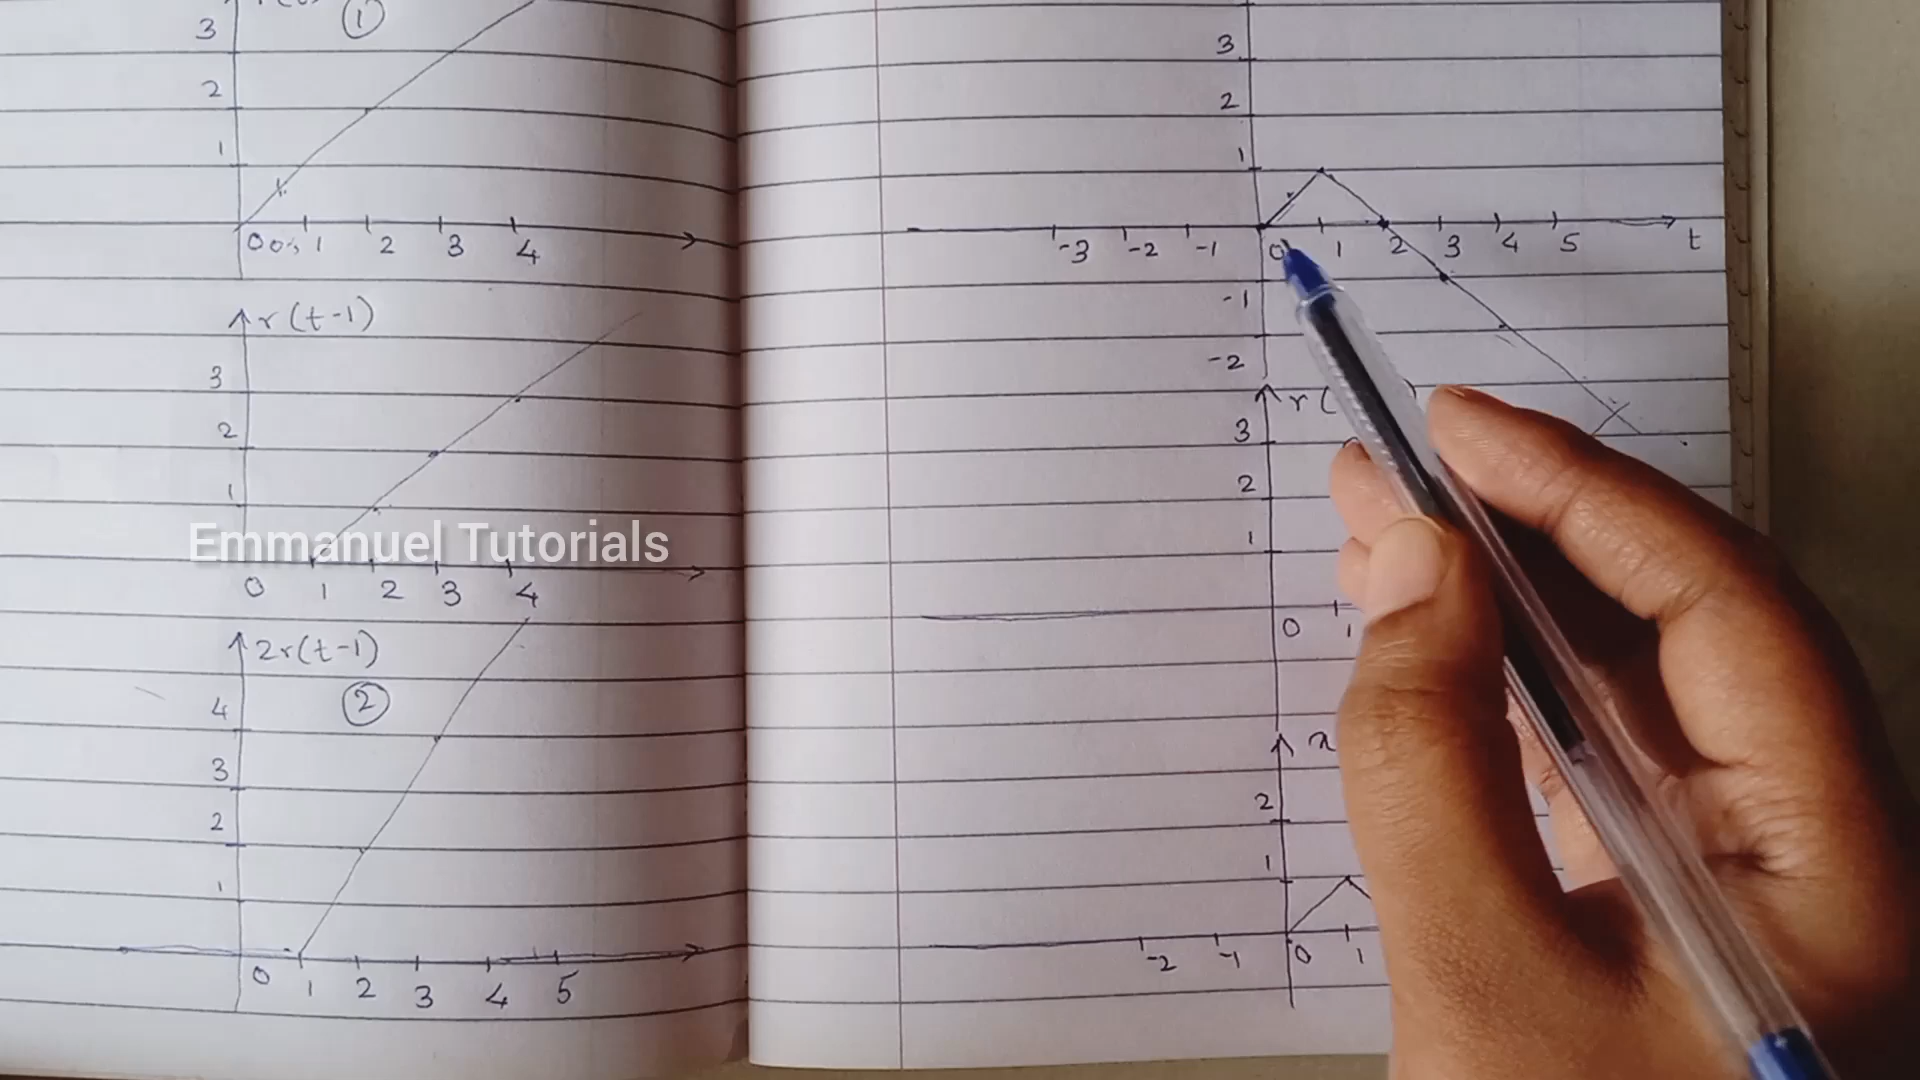 3 ①
2
1
0 0.5 1 2 3 4
r(t-1)
3
2
1
Emmanuel Tutorials
0 1 2 3 4
2r(t-1)
②
4
3
2
1
0 1 2 3 4 5
3
2
1
-3 -2 -1 0 1 2 3 4 5 t
-1
-2
r(
3
2
1
0 1
x
2
1
-2 -1 0 1